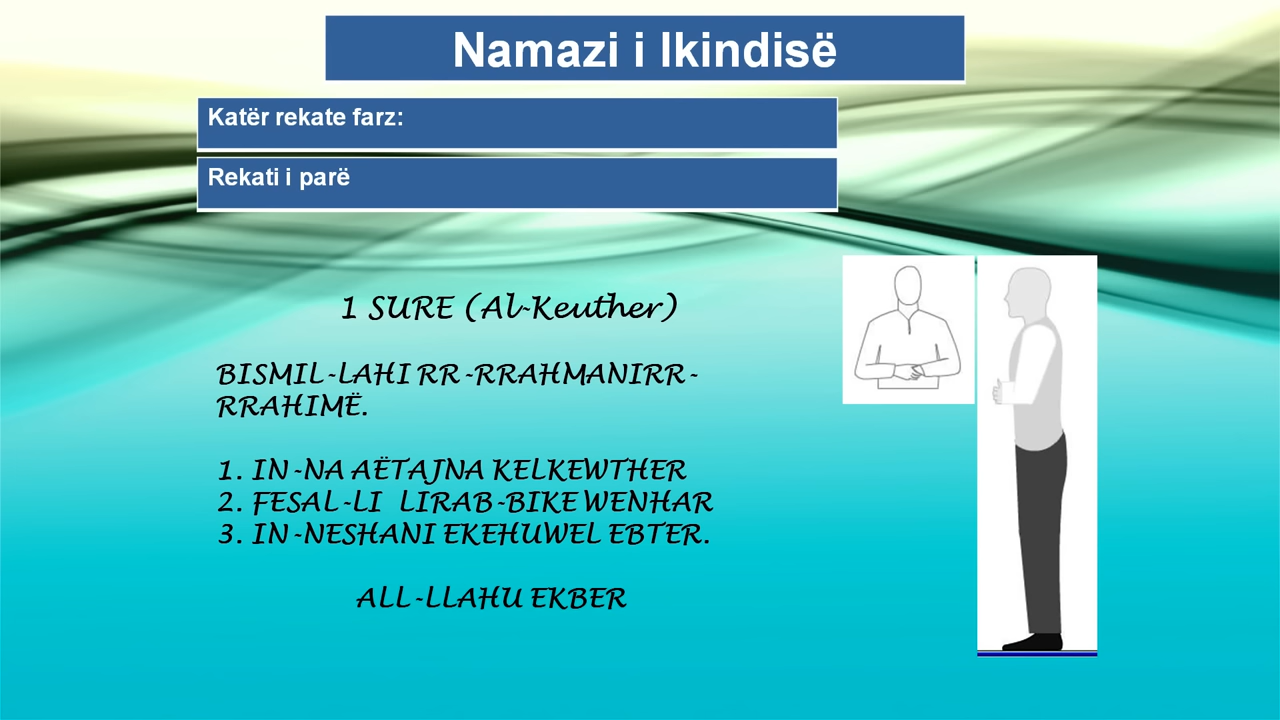 Namazi i Ikindisë
Katër rekate farz:
Rekati i parë
1 SURE (Al-Keuther)
BISMIL-LAHI RR-RRAHMANIRR-
RRAHIMË.
1. IN-NA AËTAJNA KELKEWTHER
2. FESAL-LI LIRAB-BIKE WENHAR
3. IN-NESHANI EKEHUWEL EBTER.
ALL-LLAHU EKBER